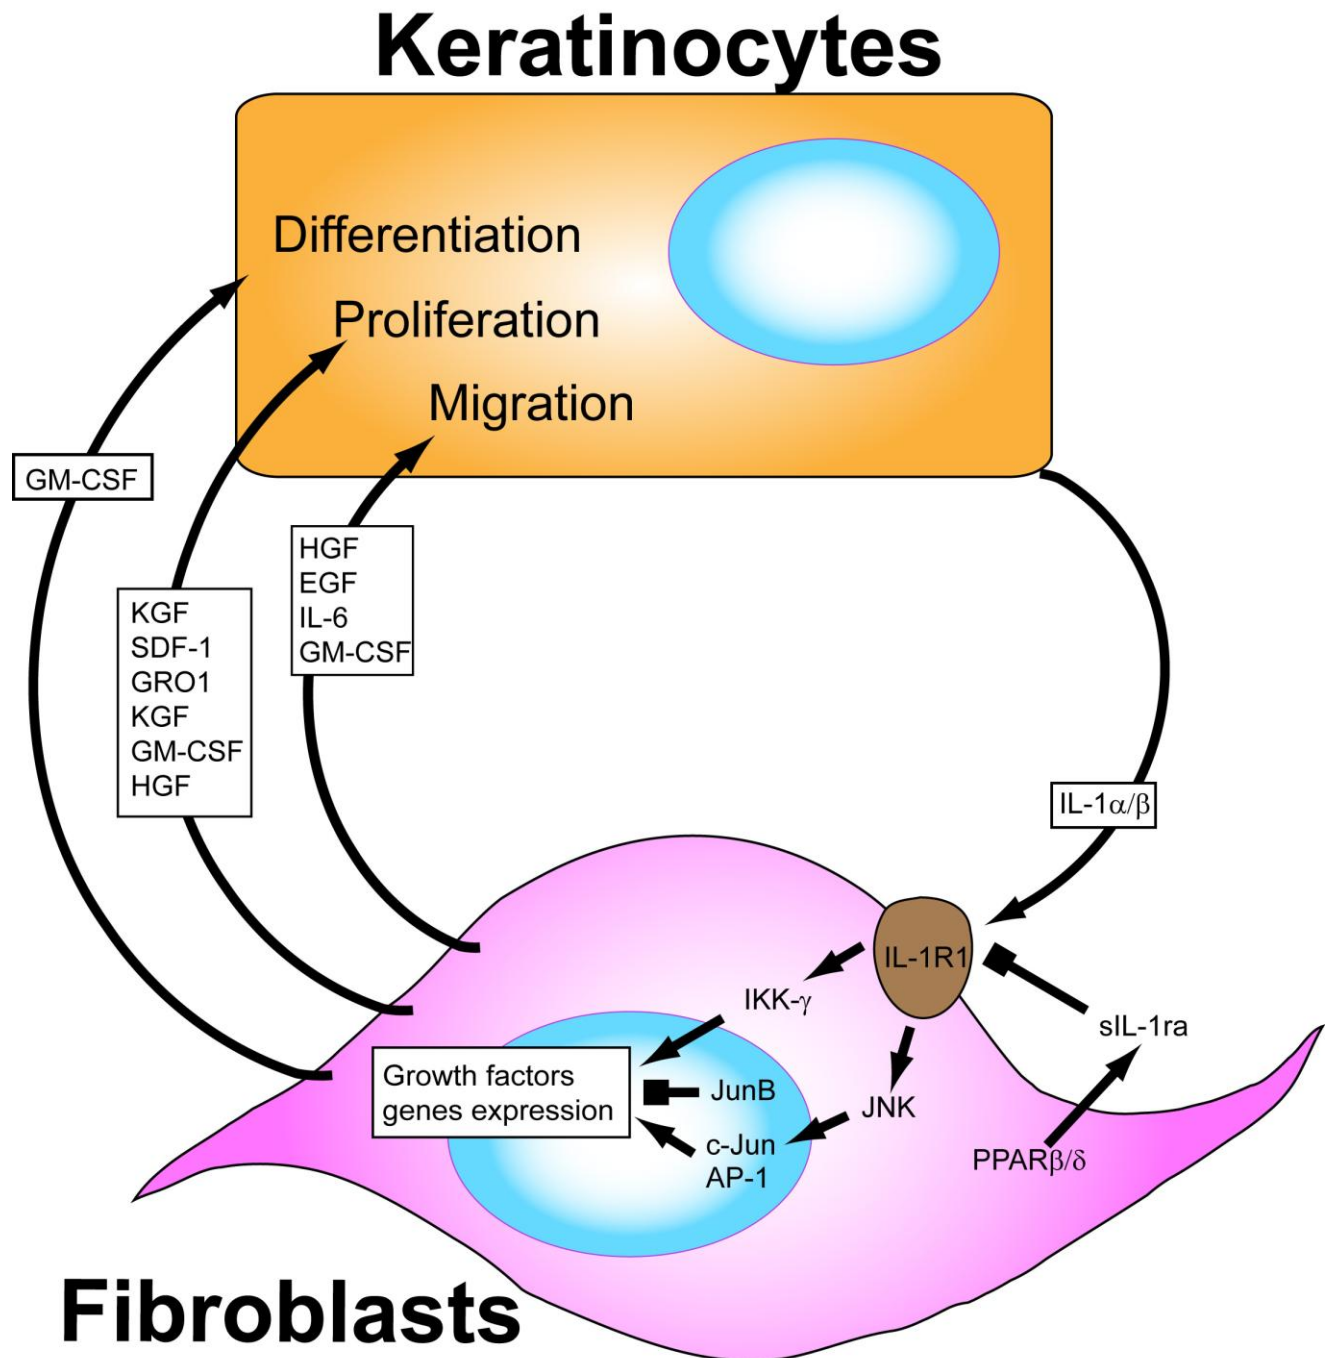 Keratinocytes
Differentiation
Proliferation
Migration
GM-CSF
HGF
EGF
IL-6
GM-CSF
KGF
SDF-1
GRO1
KGF
GM-CSF
HGF
IL-1α/β
IL-1R1
IKK-γ
sIL-1ra
Growth factors
genes expression
JunB
JNK
c-Jun
AP-1
PPARβ/δ
Fibroblasts